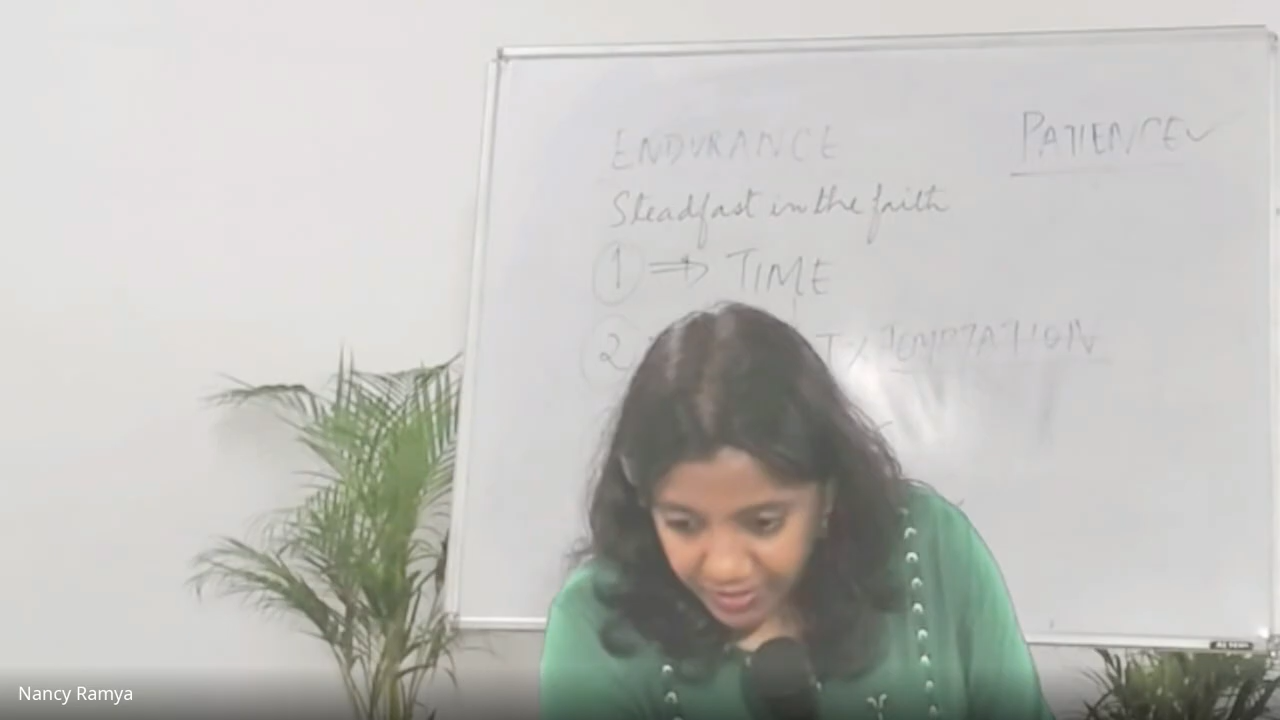 ENDURANCE
PATIENCE
Steadfast in the faith
1 ⇒ TIME
2 T / TEMPTATION
Nancy Ramya